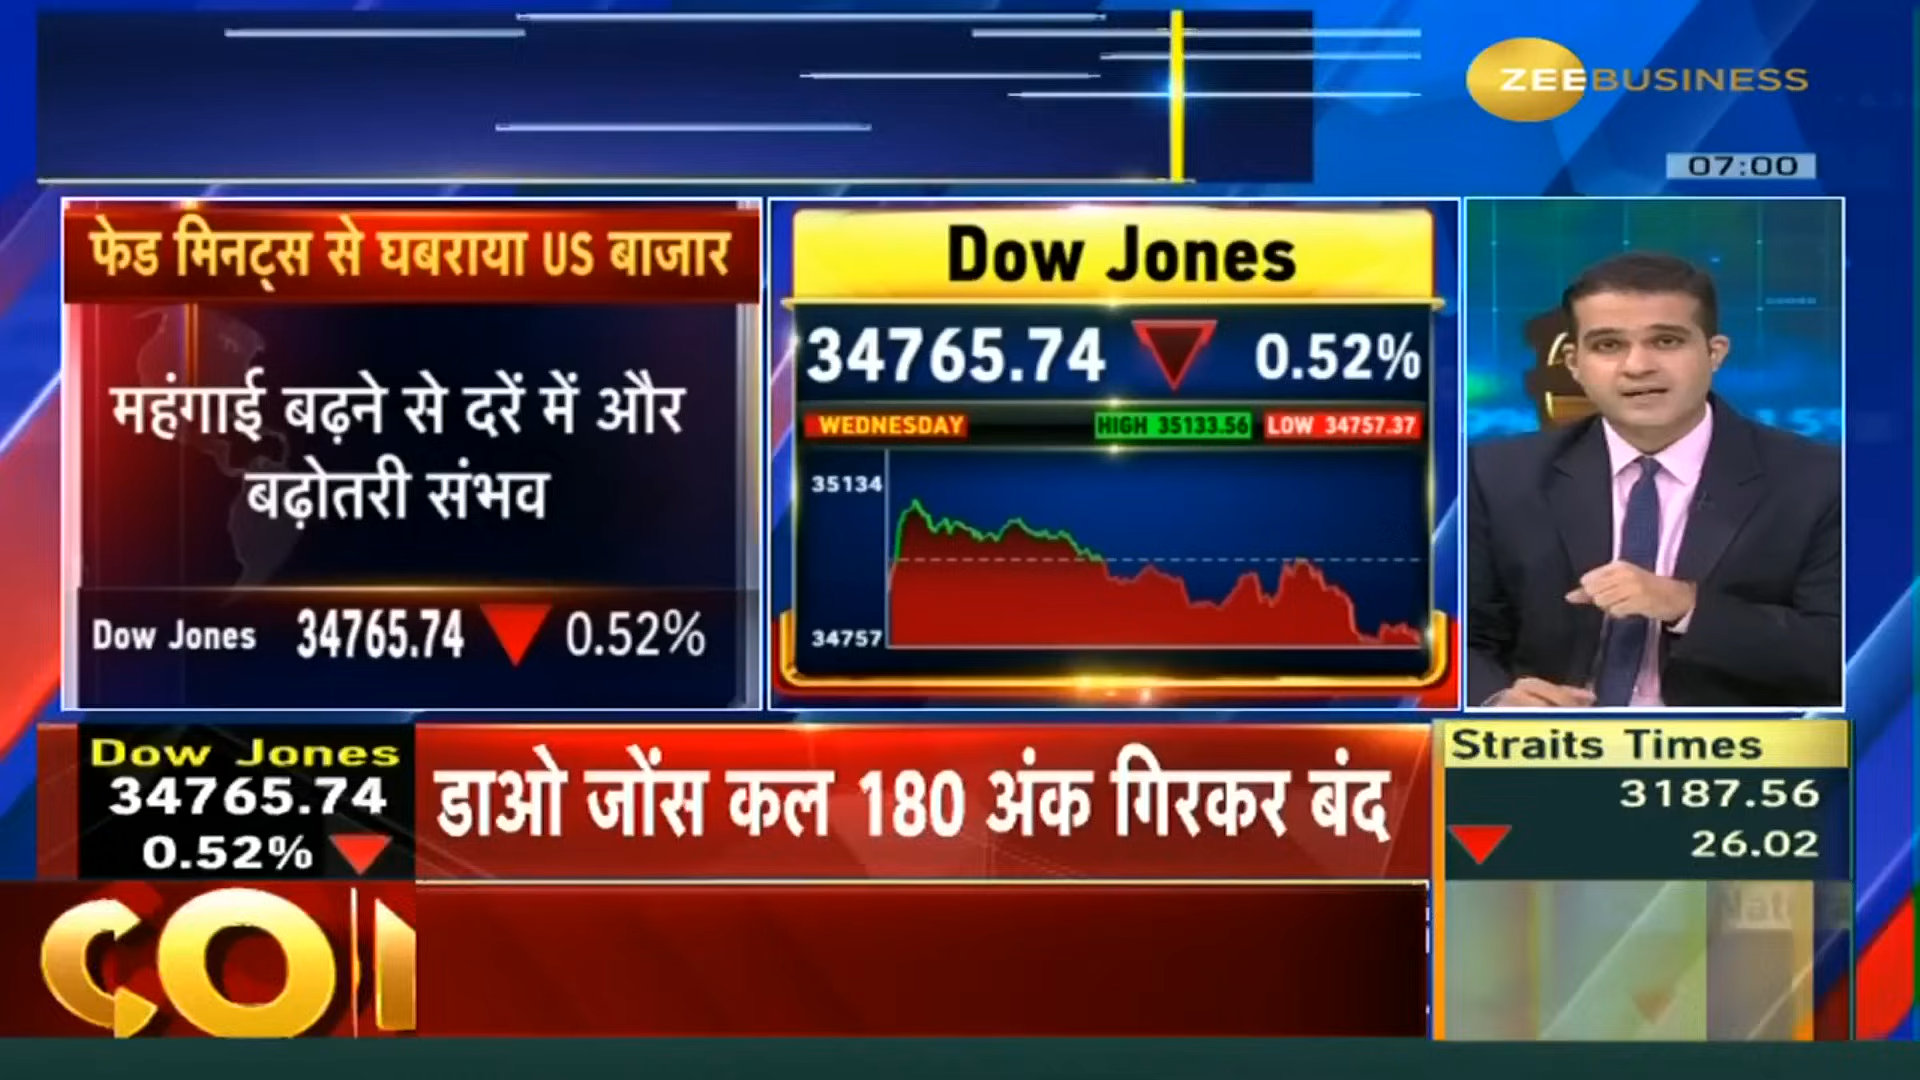 ZEEBUSINESS
07:00
फेड मिनट्स से घबराया US बाजार
महंगाई बढ़ने से दरें में और
बढ़ोतरी संभव
Dow Jones 34765.74 0.52%
Dow Jones
34765.74 0.52%
WEDNESDAY HIGH 35133.56 LOW 34757.37
35134
34757
Dow Jones
34765.74
0.52%
डाओ जोंस कल 180 अंक गिरकर बंद
Straits Times
3187.56
26.02